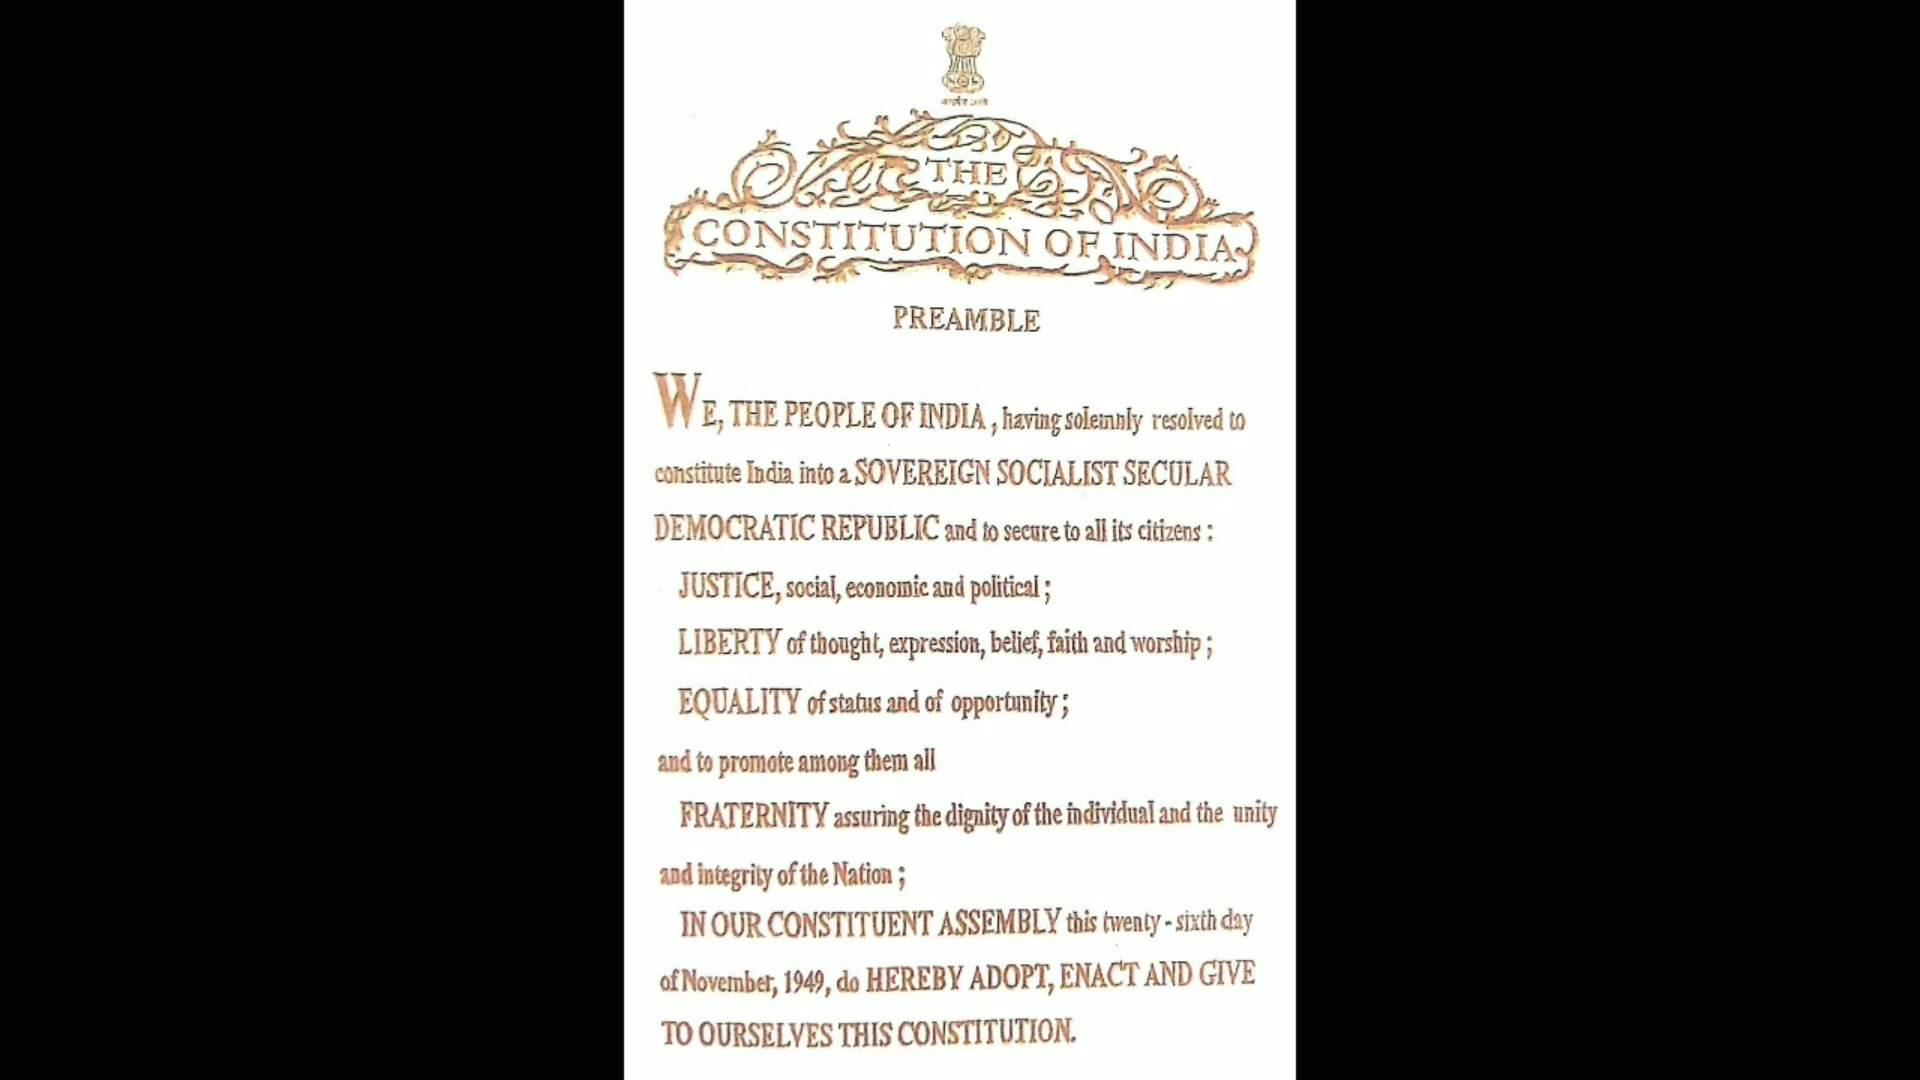 THE
CONSTITUTION OF INDIA
PREAMBLE
WE, THE PEOPLE OF INDIA, having solemnly resolved to
constitute India into a SOVEREIGN SOCIALIST SECULAR
DEMOCRATIC REPUBLIC and to secure to all its citizens :
JUSTICE, social, economic and political ;
LIBERTY of thought, expression, belief, faith and worship ;
EQUALITY of status and of opportunity ;
and to promote among them all
FRATERNITY assuring the dignity of the individual and the unity
and integrity of the Nation ;
IN OUR CONSTITUENT ASSEMBLY this twenty - sixth day
of November, 1949, do HEREBY ADOPT, ENACT AND GIVE
TO OURSELVES THIS CONSTITUTION.